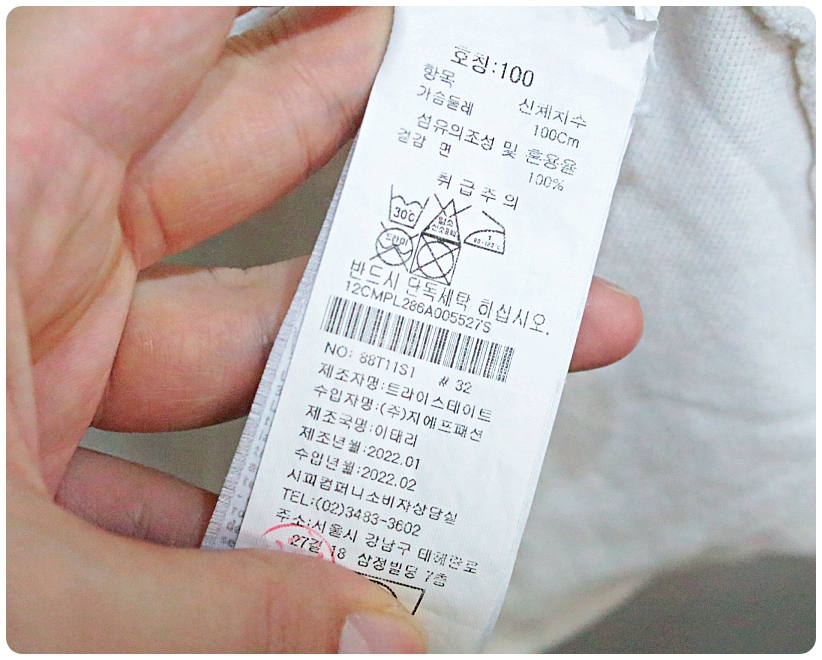 호칭:100
항목
가슴둘레 신체치수
100Cm
섬유의조성 및 혼용율
겉감 면
100%
취급주의
30℃
염소
드라이
반드시 단독세탁 하십시오.
12CMPL286A005527S
NO: 88T11S1 # 32
제조자명:트라이스테이트
수입자명:(주)지에프패션
제조국명:이태리
제조년월:2022.01
수입년월:2022.02
시피컴퍼니소비자상담실
TEL:(02)3483-3602
주소:서울시 강남구 테헤란로
27길 18 삼정빌딩 7층